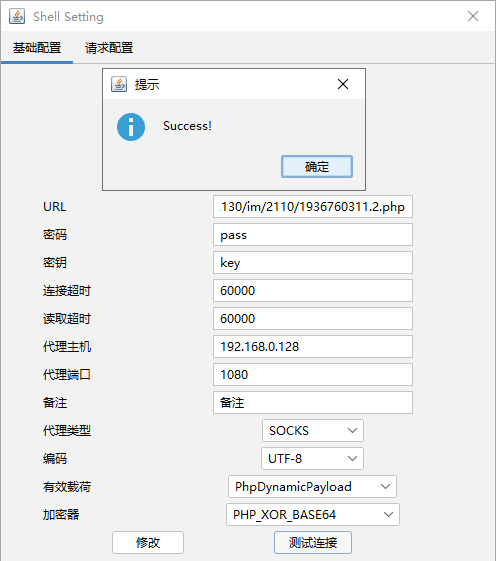 Shell Setting
基础配置 请求配置
提示
Success!
确定
URL .130/im/2110/1936760311.2.php
密码 pass
密钥 key
连接超时 60000
读取超时 60000
代理主机 192.168.0.128
代理端口 1080
备注 备注
代理类型 SOCKS
编码 UTF-8
有效载荷 PhpDynamicPayload
加密器 PHP_XOR_BASE64
修改 测试连接